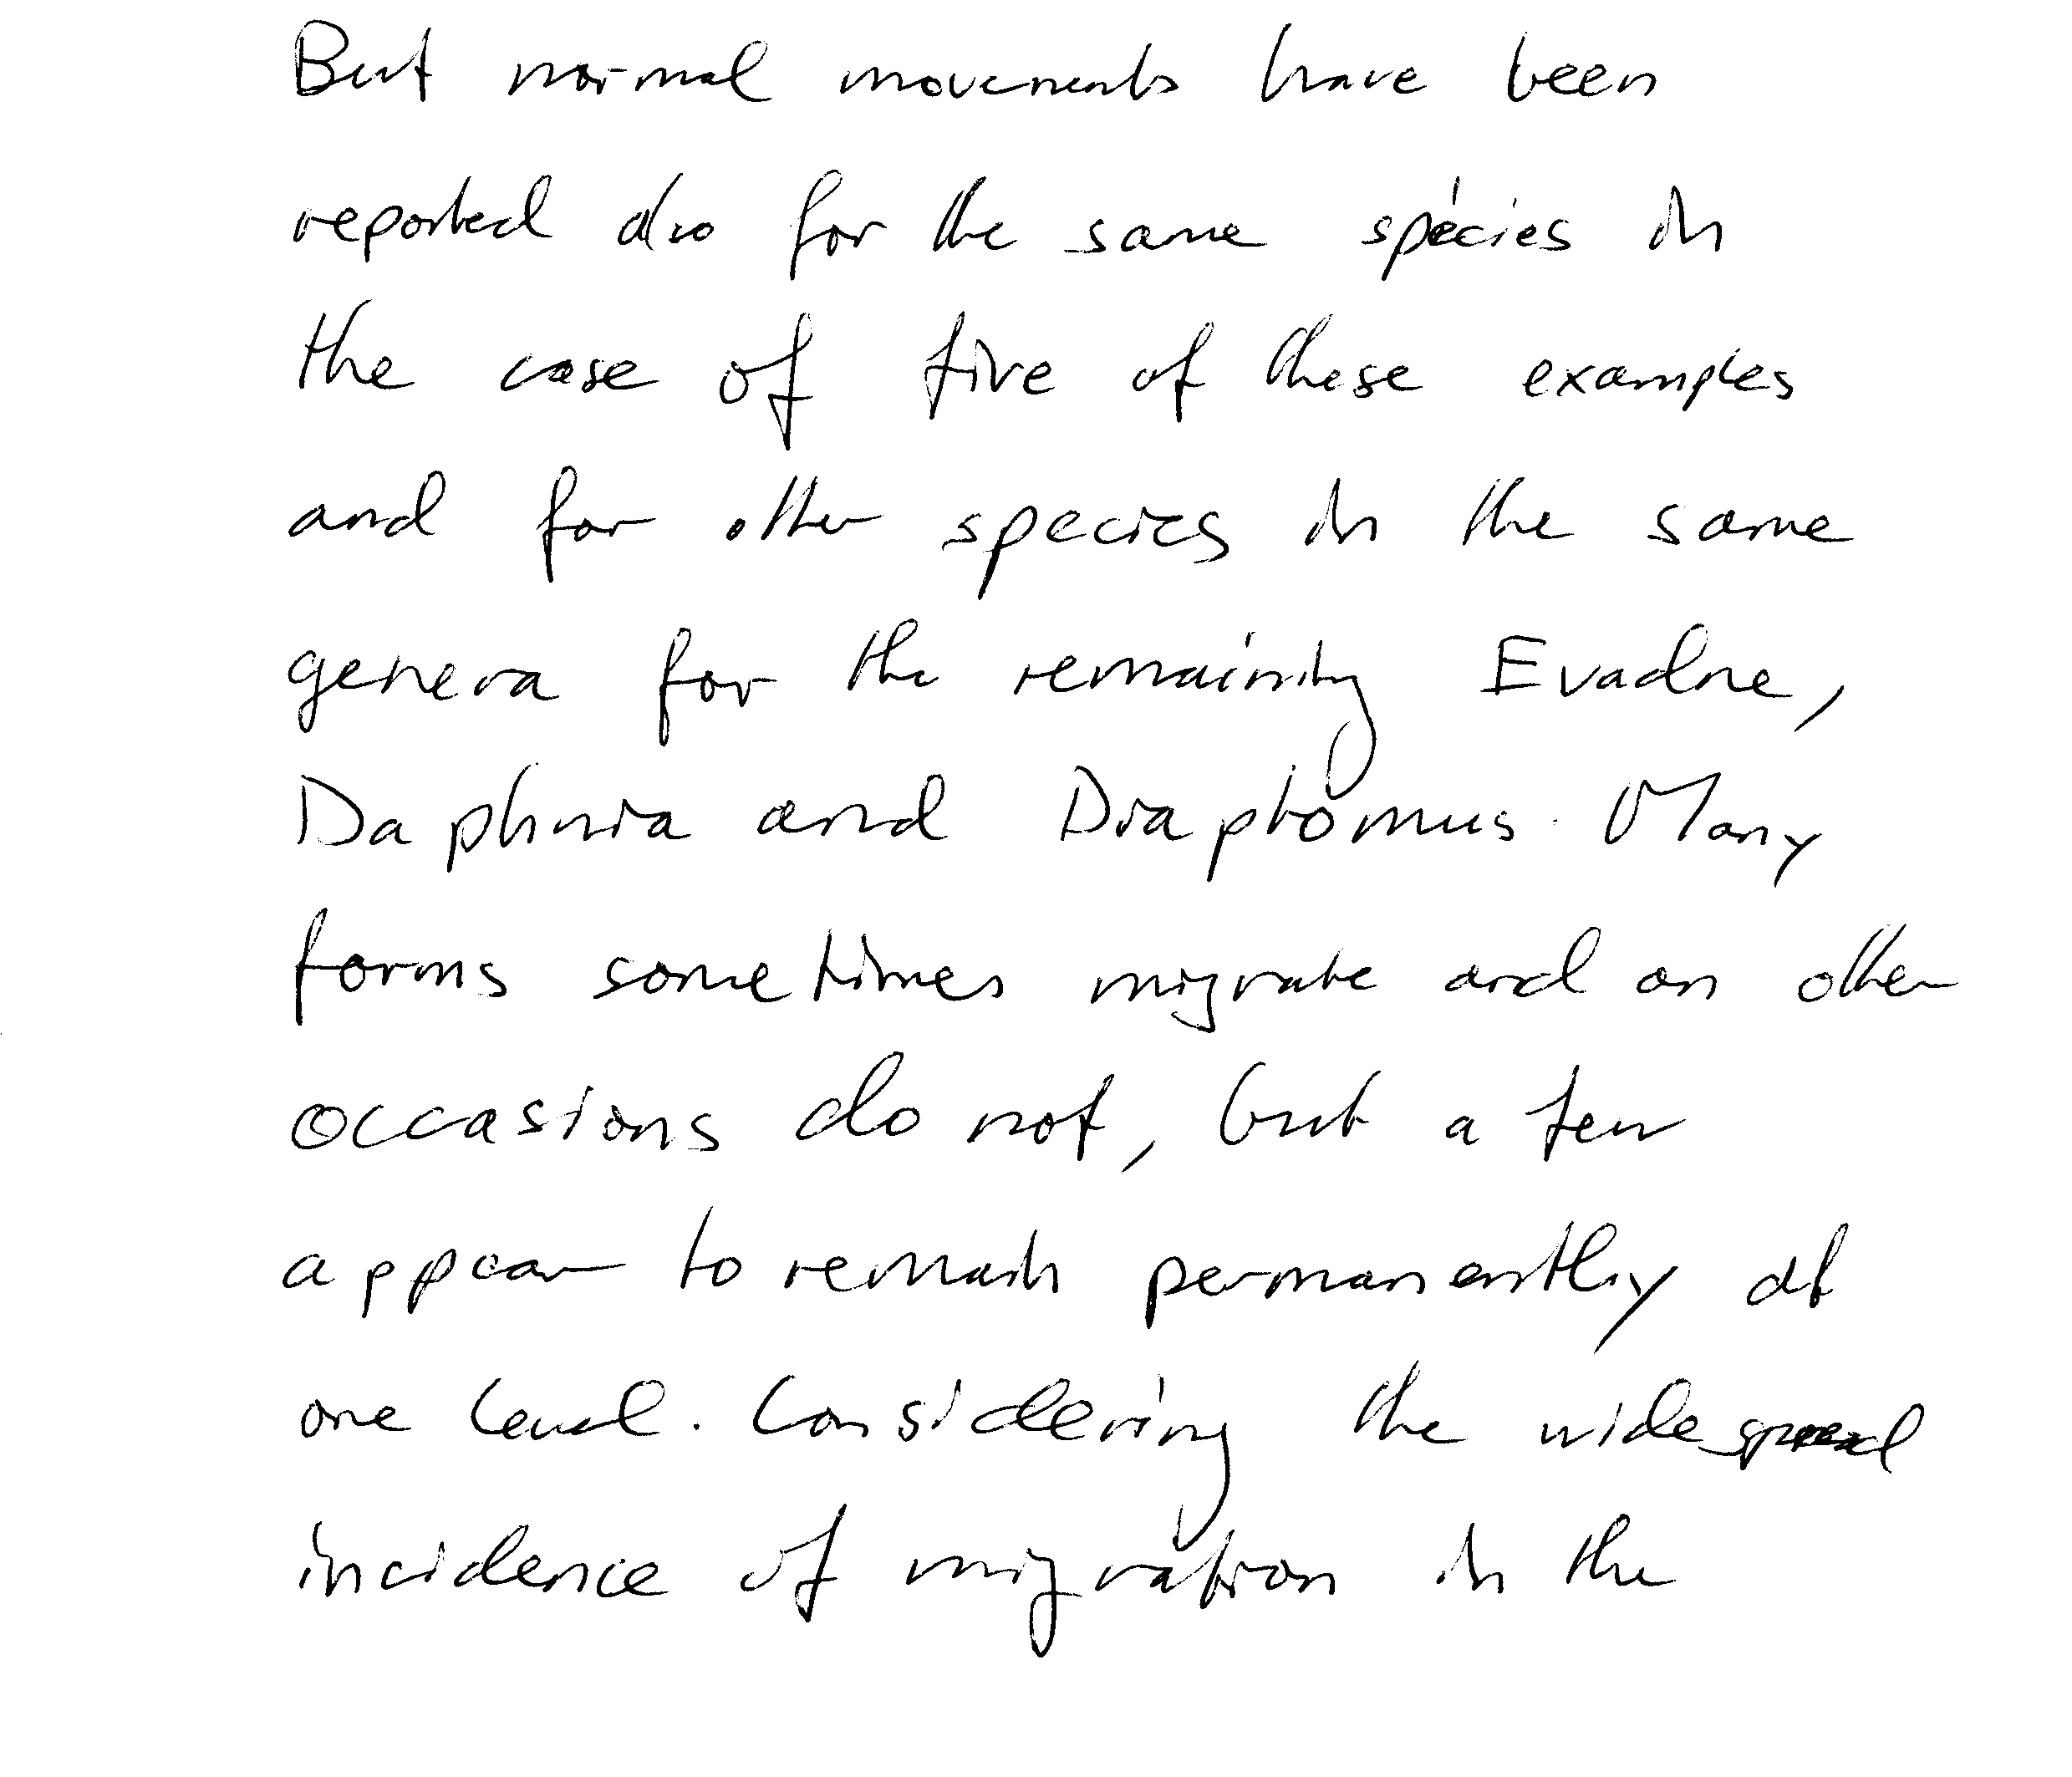 But normal movements have been
reported also for the same species in
the case of five of these examples
and for other species in the same
genera for the remaining Evadne,
Daphnia and Diaptomus. Many
forms sometimes migrate and on other
occasions do not, but a few
appear to remain permanently at
one level. Considering the widespread
incidence of migration in the